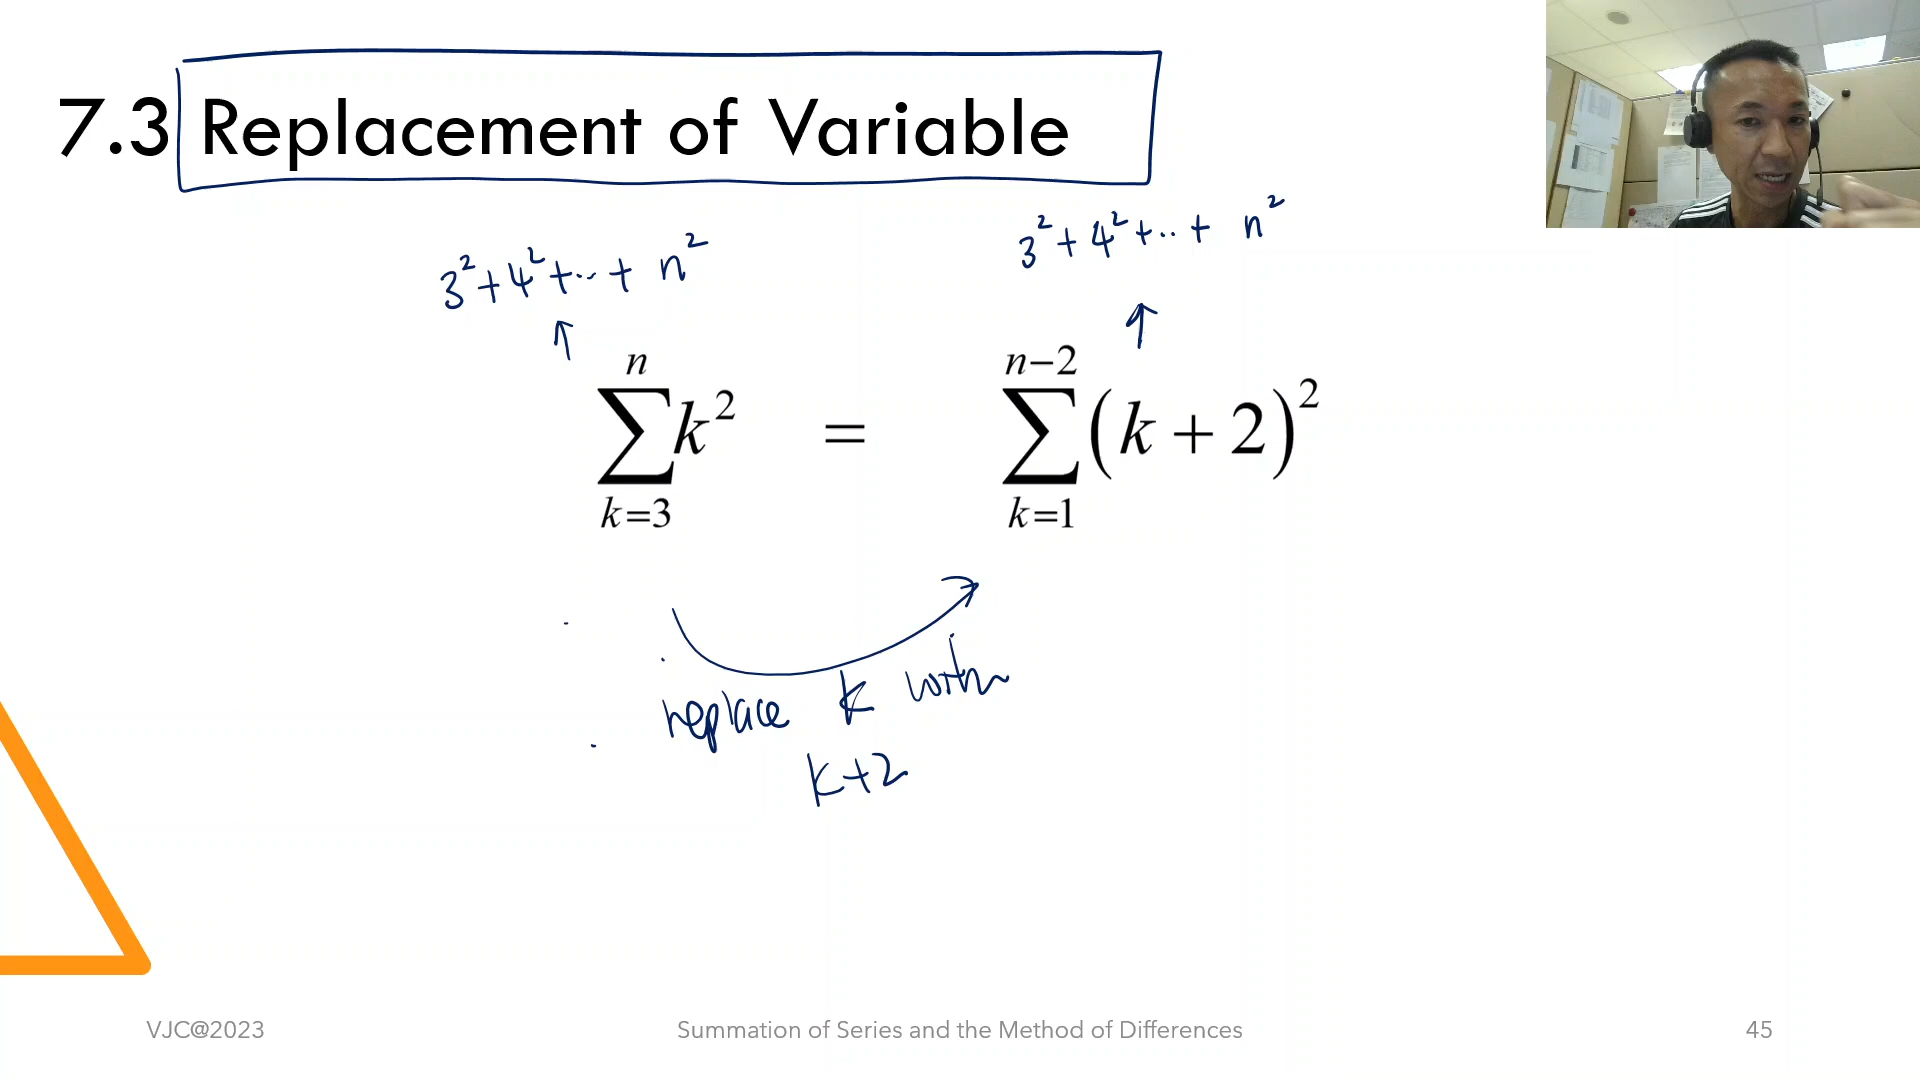 7.3 Replacement of Variable
3² + 4² + ·· + n²
3² + 4² + ·· + n²
↑
↑
n
∑ k²
k=3
=
n−2
∑ (k + 2)²
k=1
replace k with
k+2
VJC@2023
Summation of Series and the Method of Differences
45